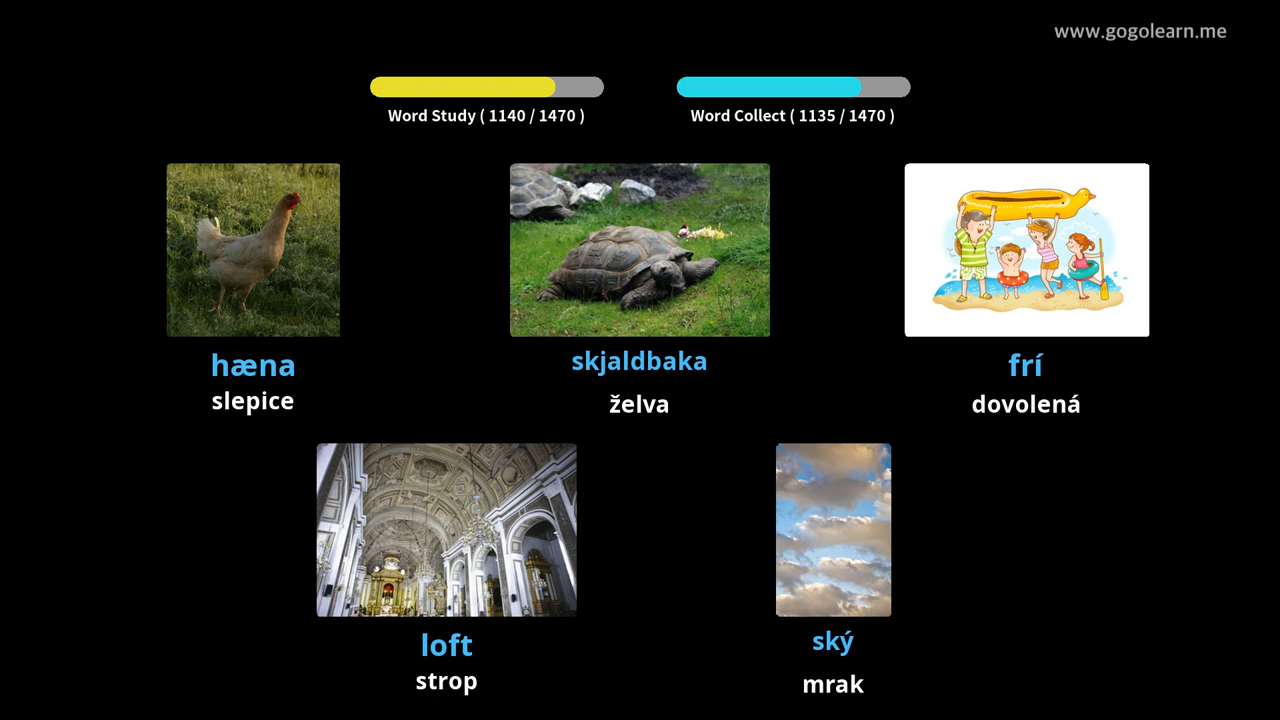 www.gogolearn.me
Word Study ( 1140 / 1470 )
Word Collect ( 1135 / 1470 )
hæna
slepice
skjaldbaka
želva
frí
dovolená
loft
strop
ský
mrak